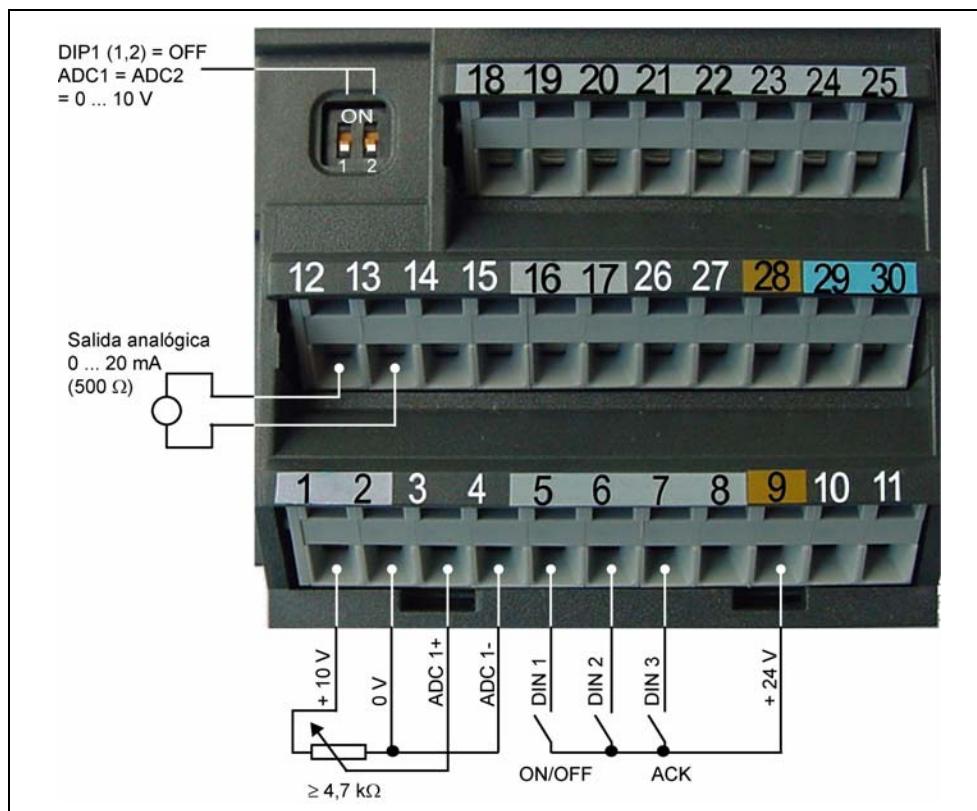 DIP1 (1,2) = OFF
ADC1 = ADC2
= 0 ... 10 V
ON
1 2
18 19 20 21 22 23 24 25
12 13 14 15 16 17 26 27 28 29 30
Salida analógica
0 ... 20 mA
(500 Ω)
1 2 3 4 5 6 7 8 9 10 11
+ 10 V
0 V
ADC 1+
ADC 1-
DIN 1
DIN 2
DIN 3
+ 24 V
≥ 4,7 kΩ
ON/OFF
ACK